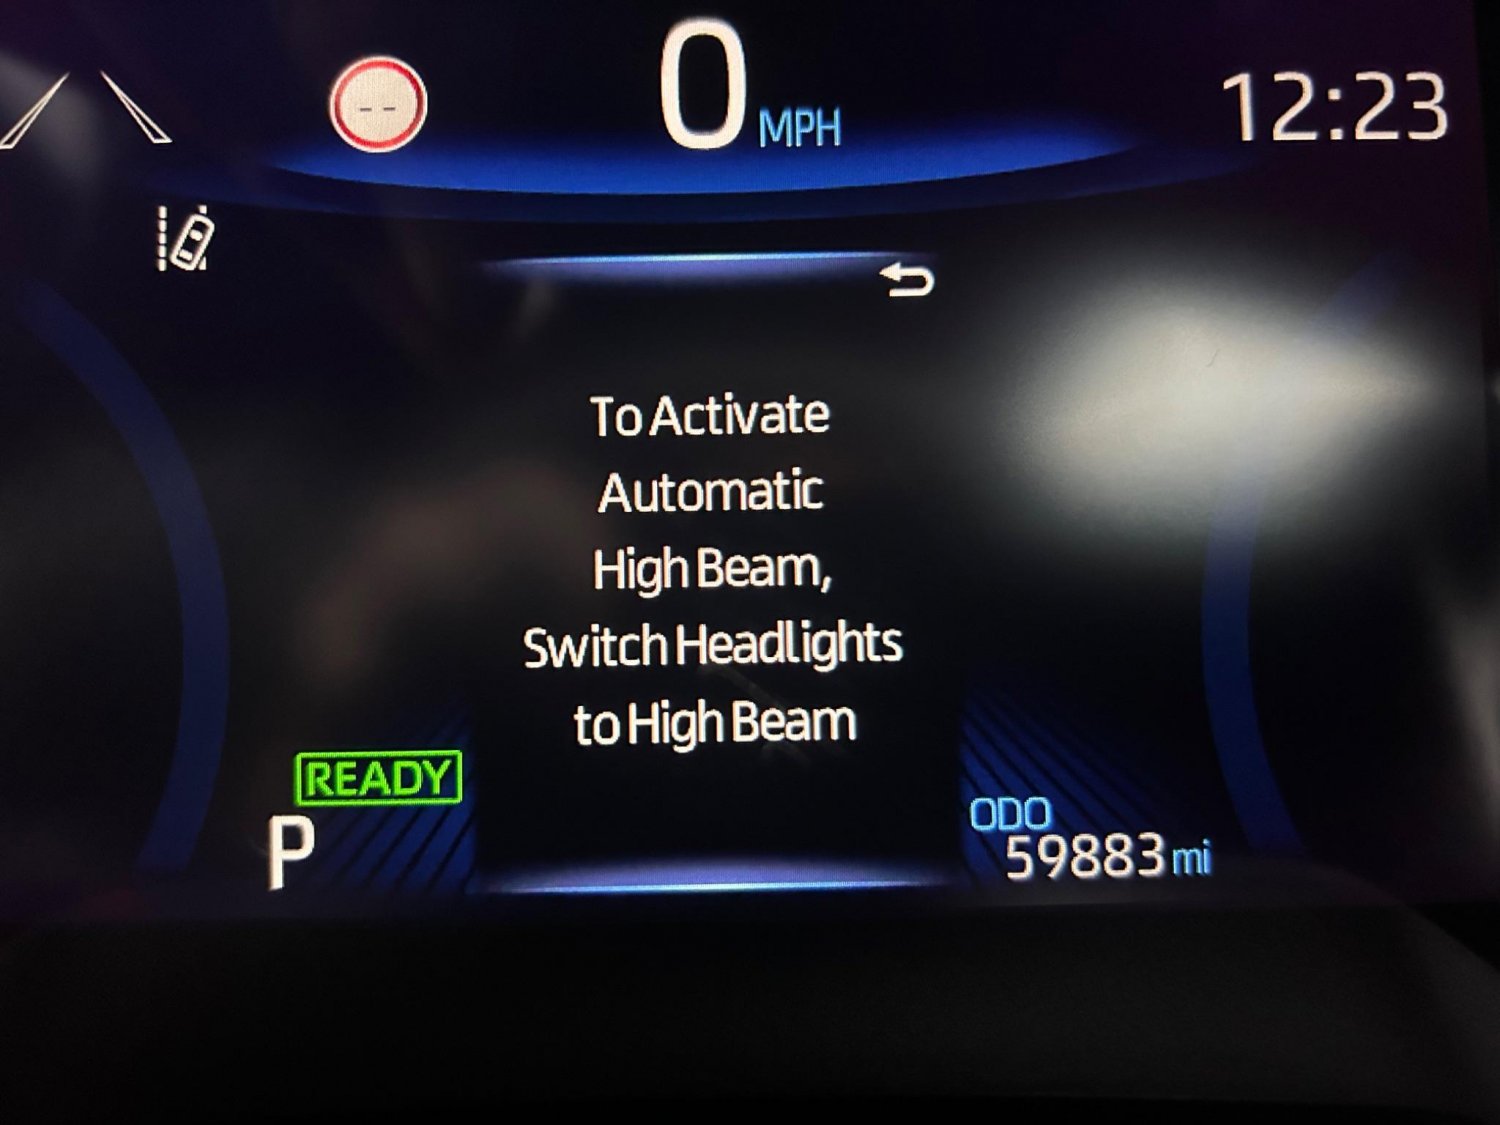 -- 0 MPH 12:23
To Activate
Automatic
High Beam,
Switch Headlights
to High Beam
READY
P
ODO
59883 mi